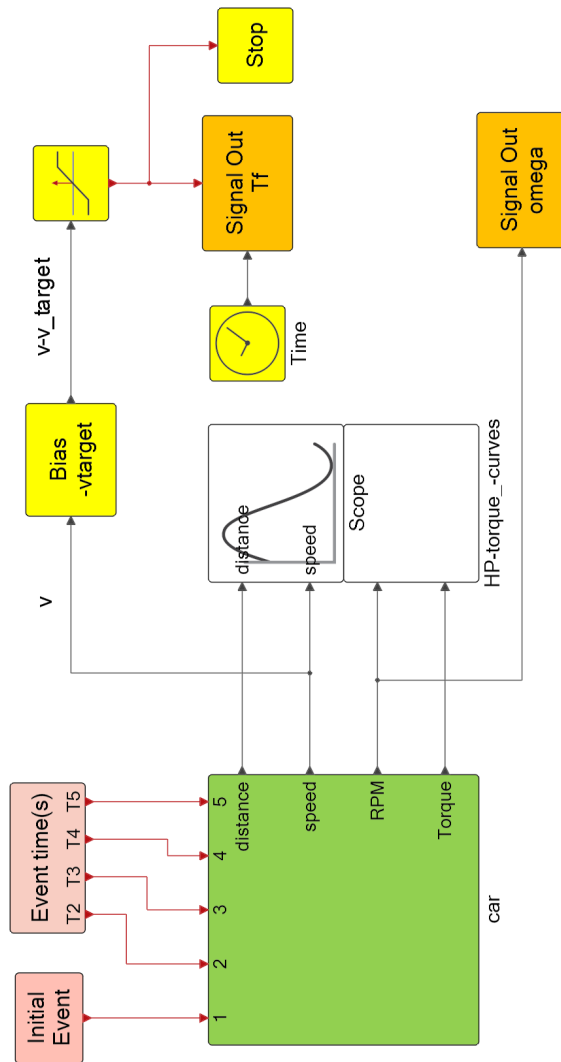 Initial
Event
Event time(s)
T2 T3 T4 T5
1 2 3 4 5
distance
speed
RPM
Torque
car
v
Bias
-vtarget
v-v_target
distance
speed
Scope
HP-torque_-curves
Time
Signal Out
Tf
Stop
Signal Out
omega